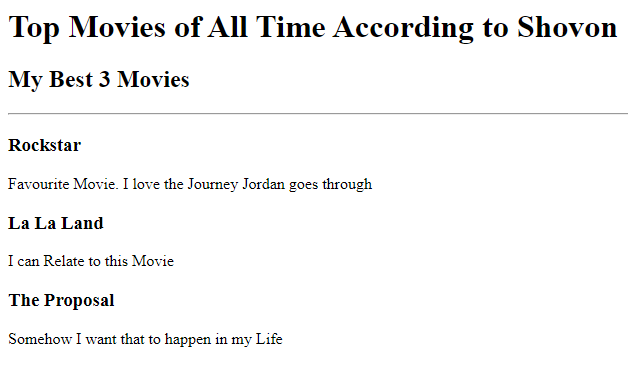 Top Movies of All Time According to Shovon
My Best 3 Movies
Rockstar
Favourite Movie. I love the Journey Jordan goes through
La La Land
I can Relate to this Movie
The Proposal
Somehow I want that to happen in my Life